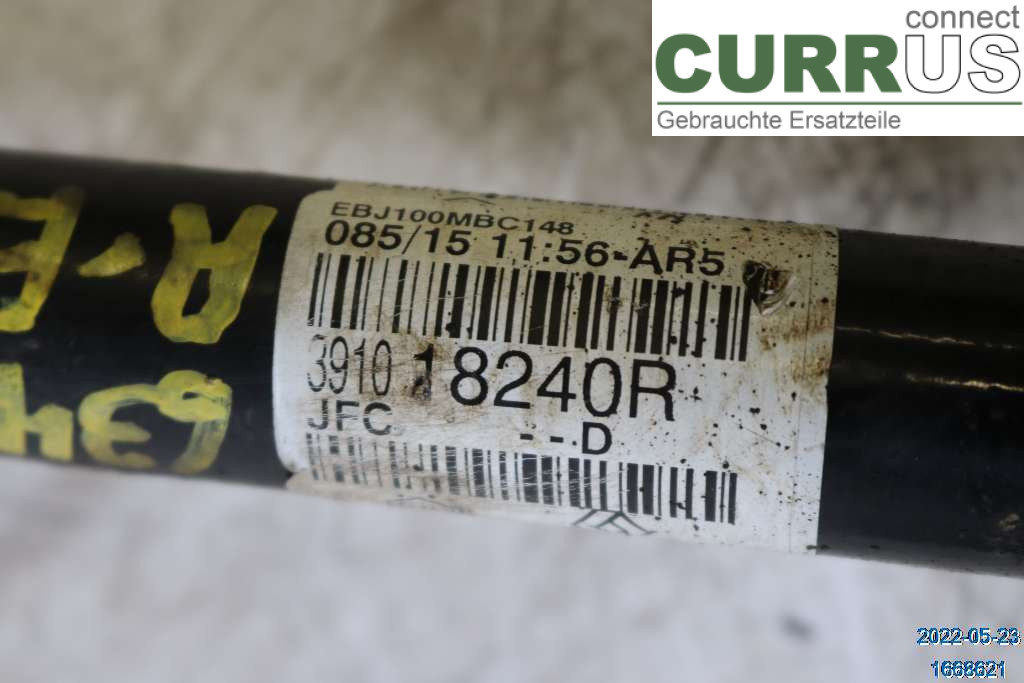 connect
CURRUS
Gebrauchte Ersatzteile
EBJ100MBC148
085/15 11:56-AR5
3910 18240R
JFC --D
R-E
2022-05-23
1668621